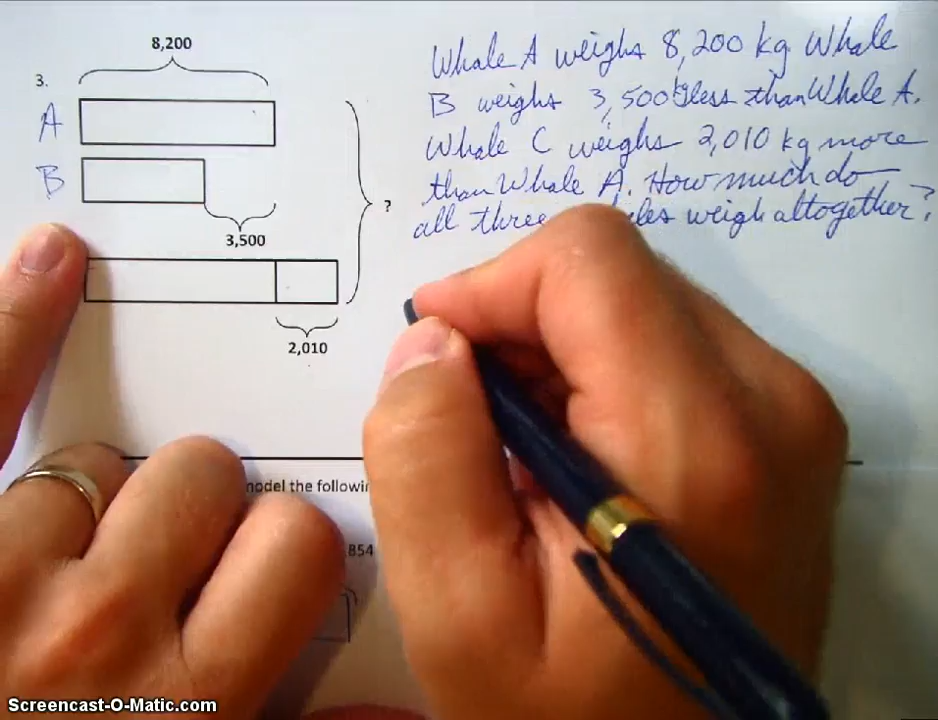 8,200
3.
A
B
3,500
?
2,010
Whale A weighs 8,200 kg Whale
B weighs 3,500kg less than Whale A.
Whale C weighs 2,010 kg more
than Whale A. How much do
all three weigh altogether?
model the
854
Screencast-O-Matic.com